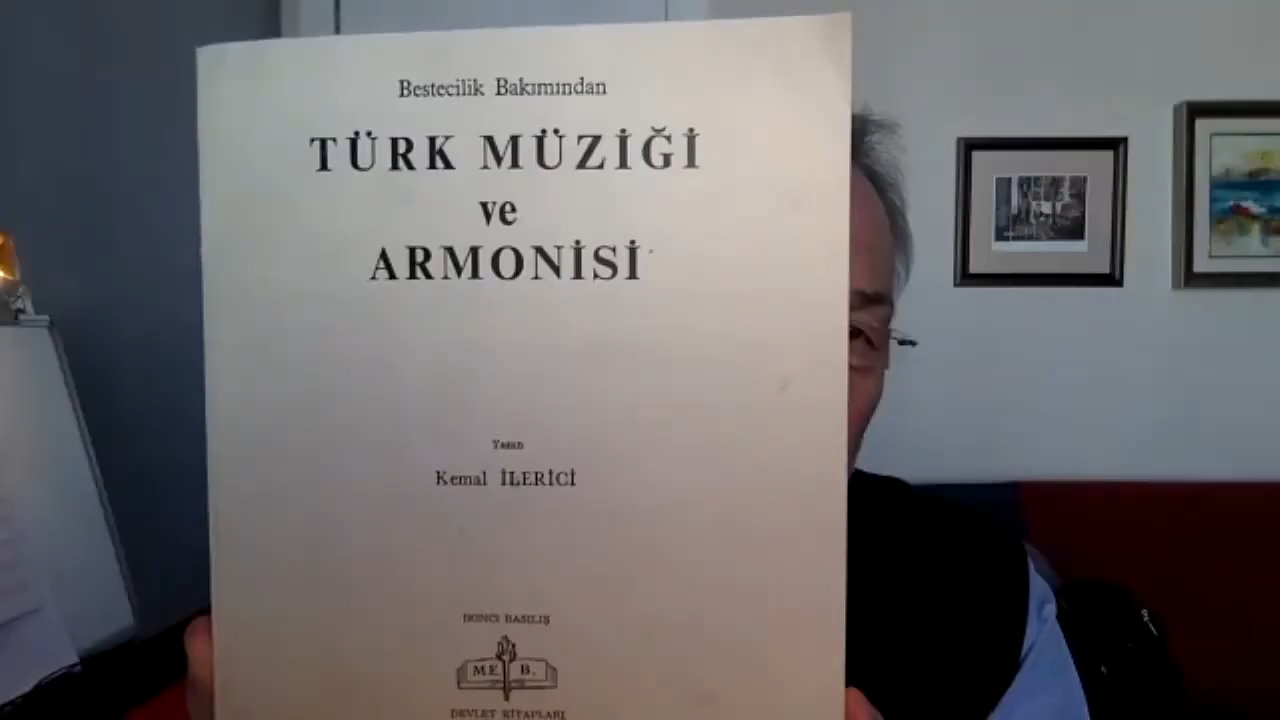 Bestecilik Bakımından
TÜRK MÜZİĞİ
ve
ARMONİSİ
Yazan
Kemal İLERİCİ
İKİNCİ BASILIŞ
M.E. B.
DEVLET KİTAPLARI